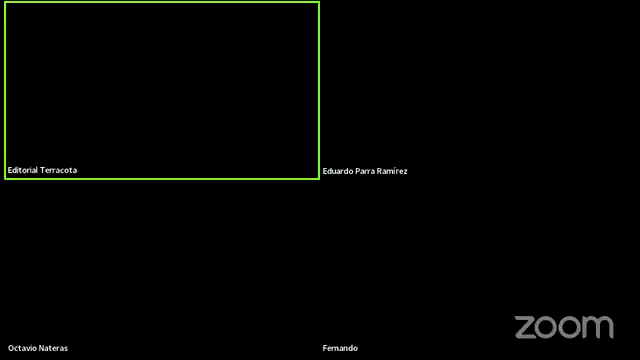 Editorial Terracota
Eduardo Parra Ramírez
Octavio Nateras
Fernando
zoom